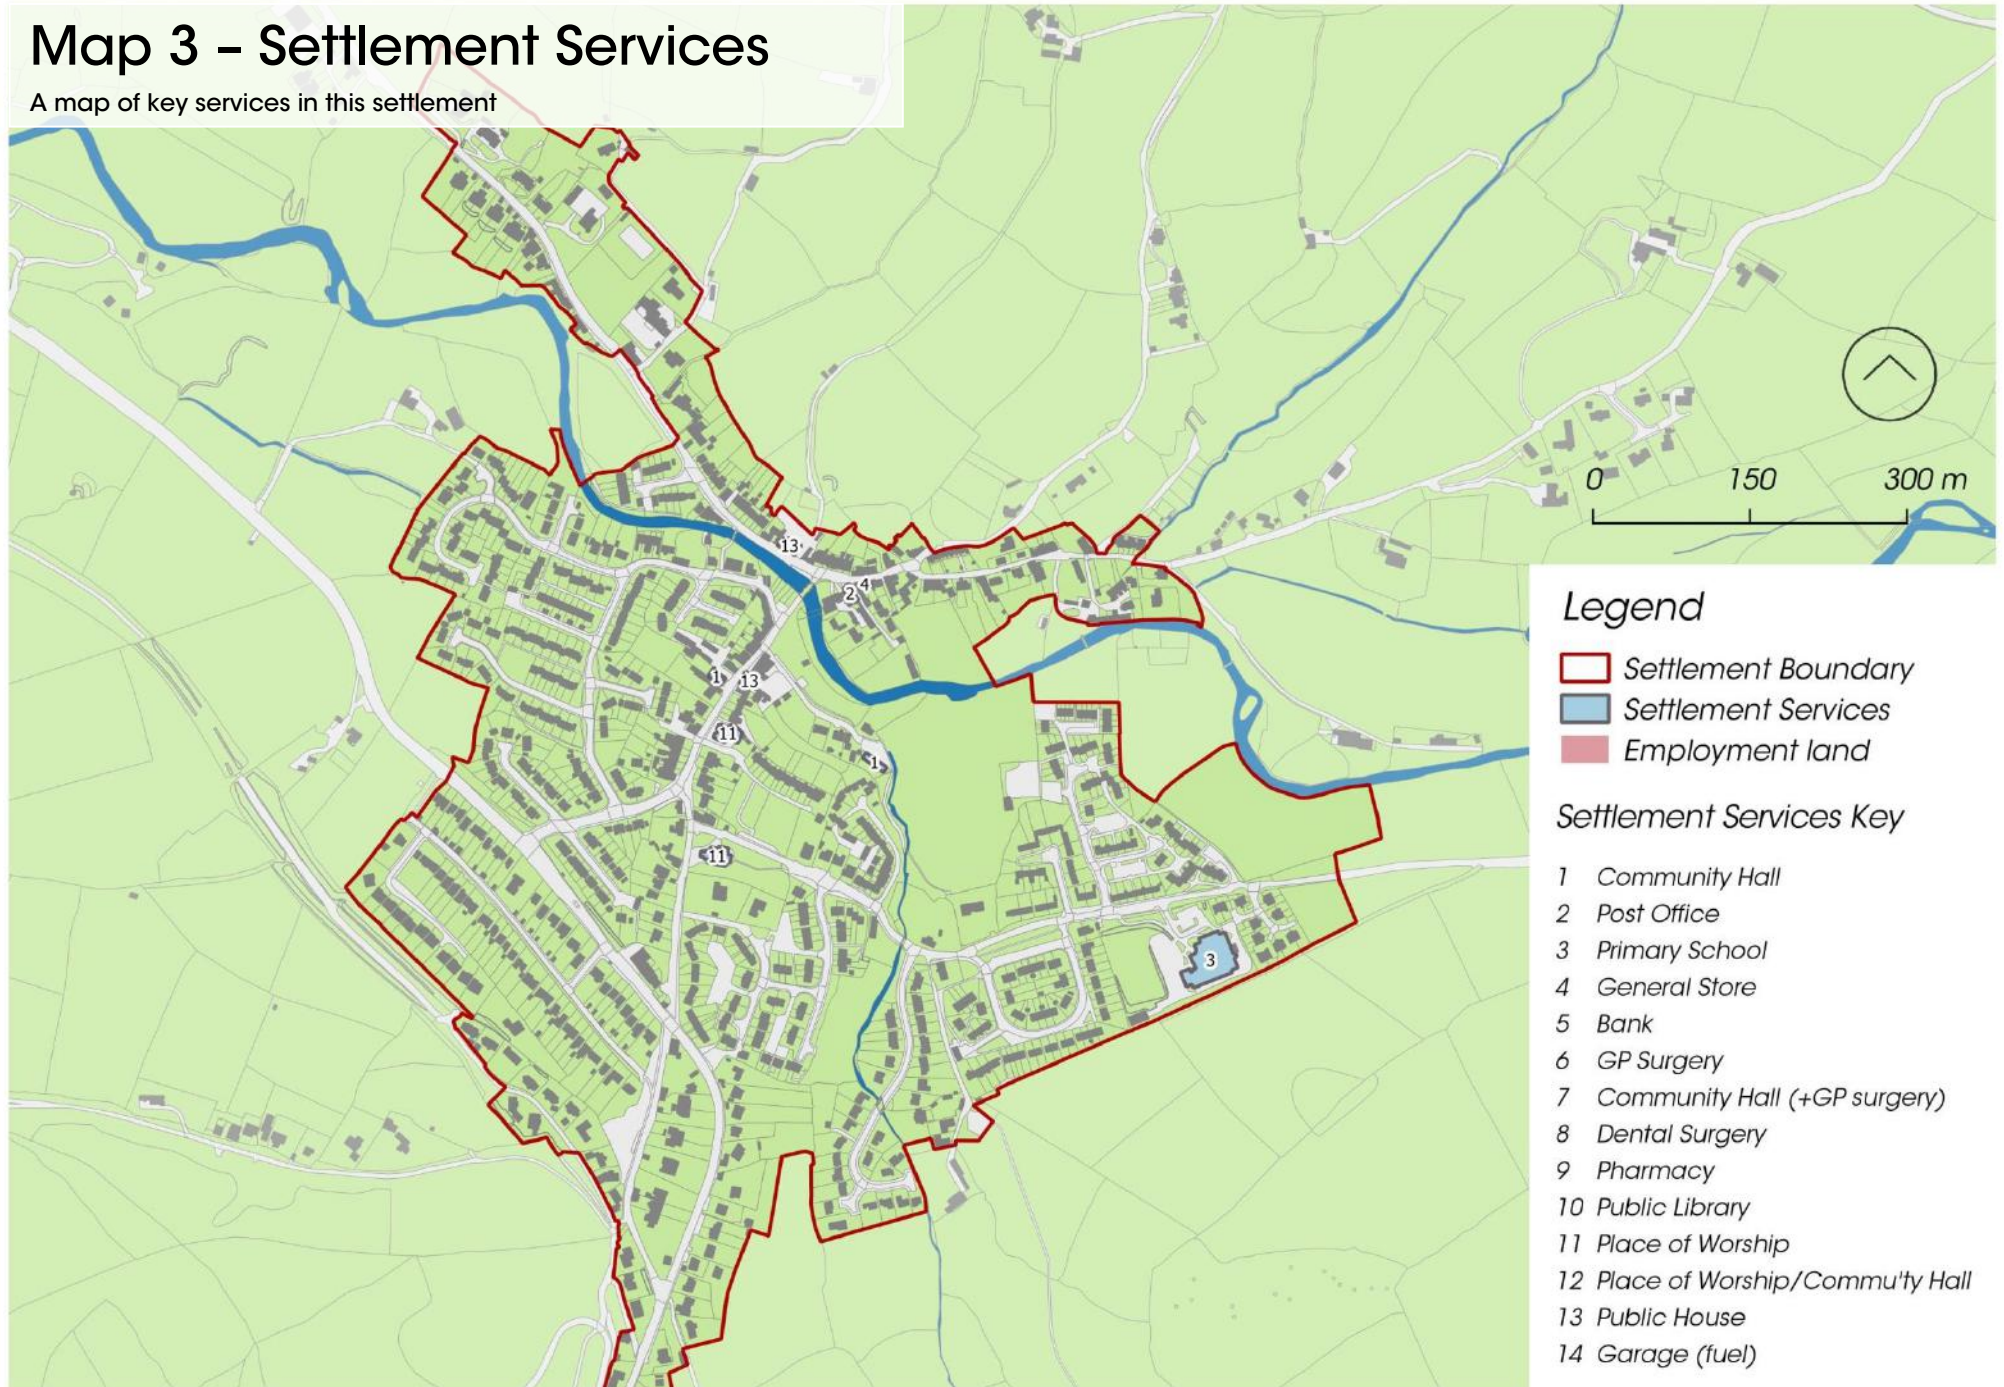 Map 3 – Settlement Services
A map of key services in this settlement
0 150 300 m
13
4
2
1 13
11
1
11
3
Legend
Settlement Boundary
Settlement Services
Employment land
Settlement Services Key
1 Community Hall
2 Post Office
3 Primary School
4 General Store
5 Bank
6 GP Surgery
7 Community Hall (+GP surgery)
8 Dental Surgery
9 Pharmacy
10 Public Library
11 Place of Worship
12 Place of Worship/Commu'ty Hall
13 Public House
14 Garage (fuel)